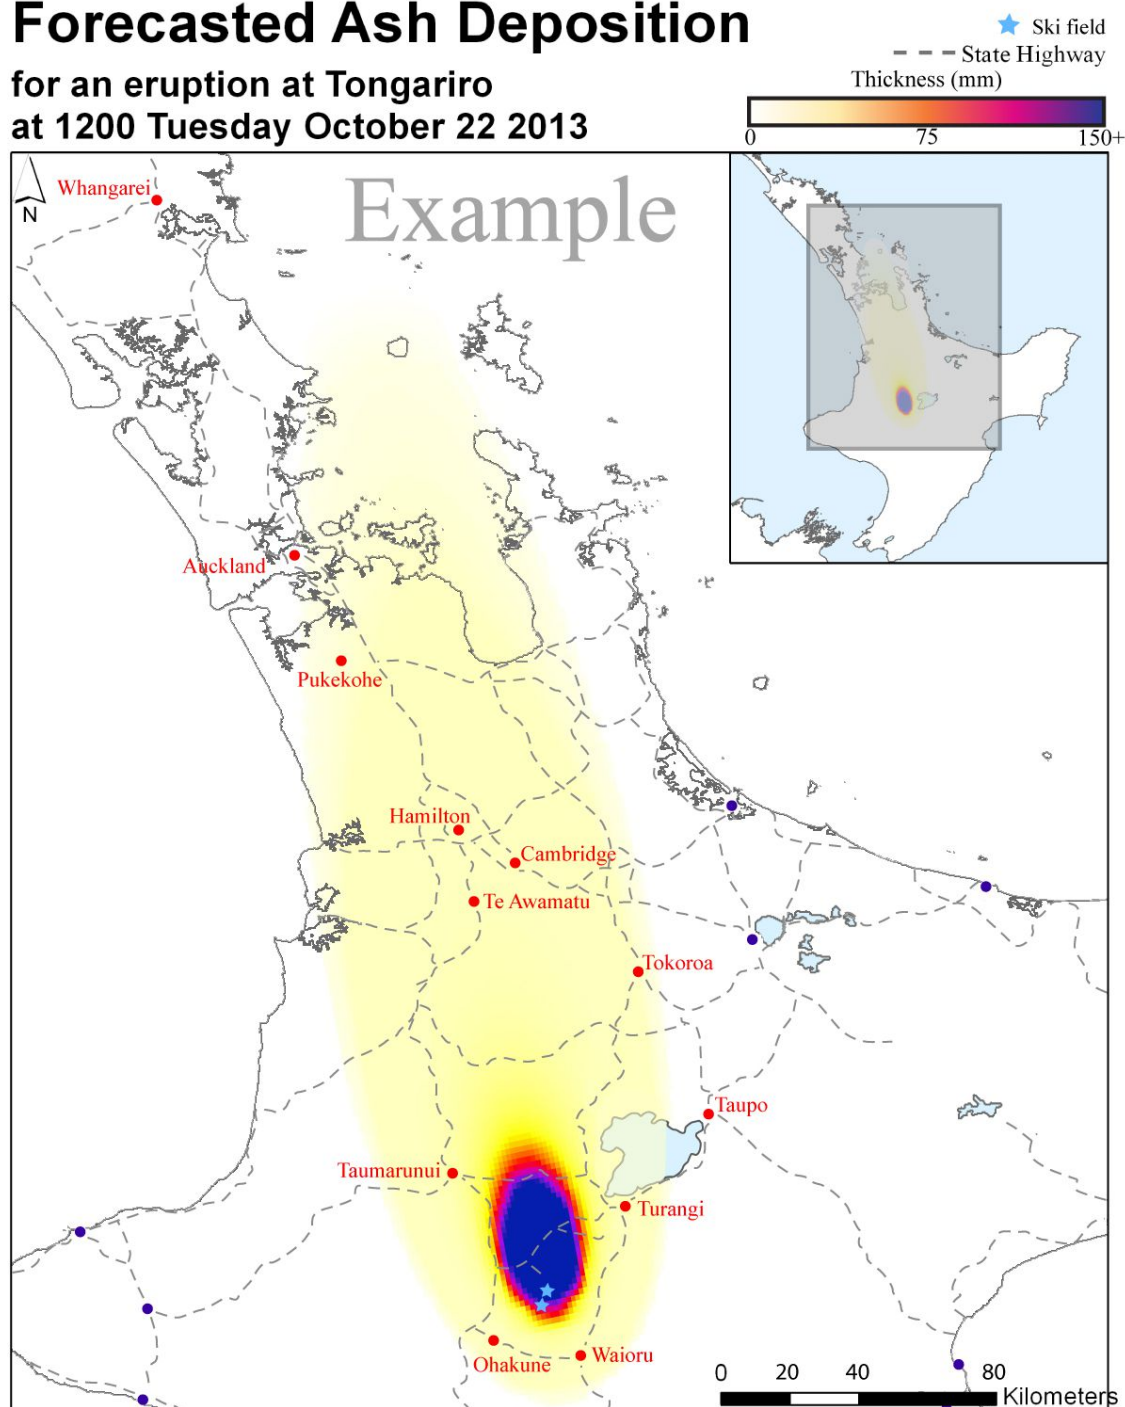 Forecasted Ash Deposition
for an eruption at Tongariro
at 1200 Tuesday October 22 2013
Ski field
State Highway
Thickness (mm)
0 75 150+
N
Example
Whangarei
Auckland
Pukekohe
Hamilton
Cambridge
Te Awamatu
Tokoroa
Taupo
Taumarunui
Turangi
Ohakune
Waioru
0 20 40 80
Kilometers